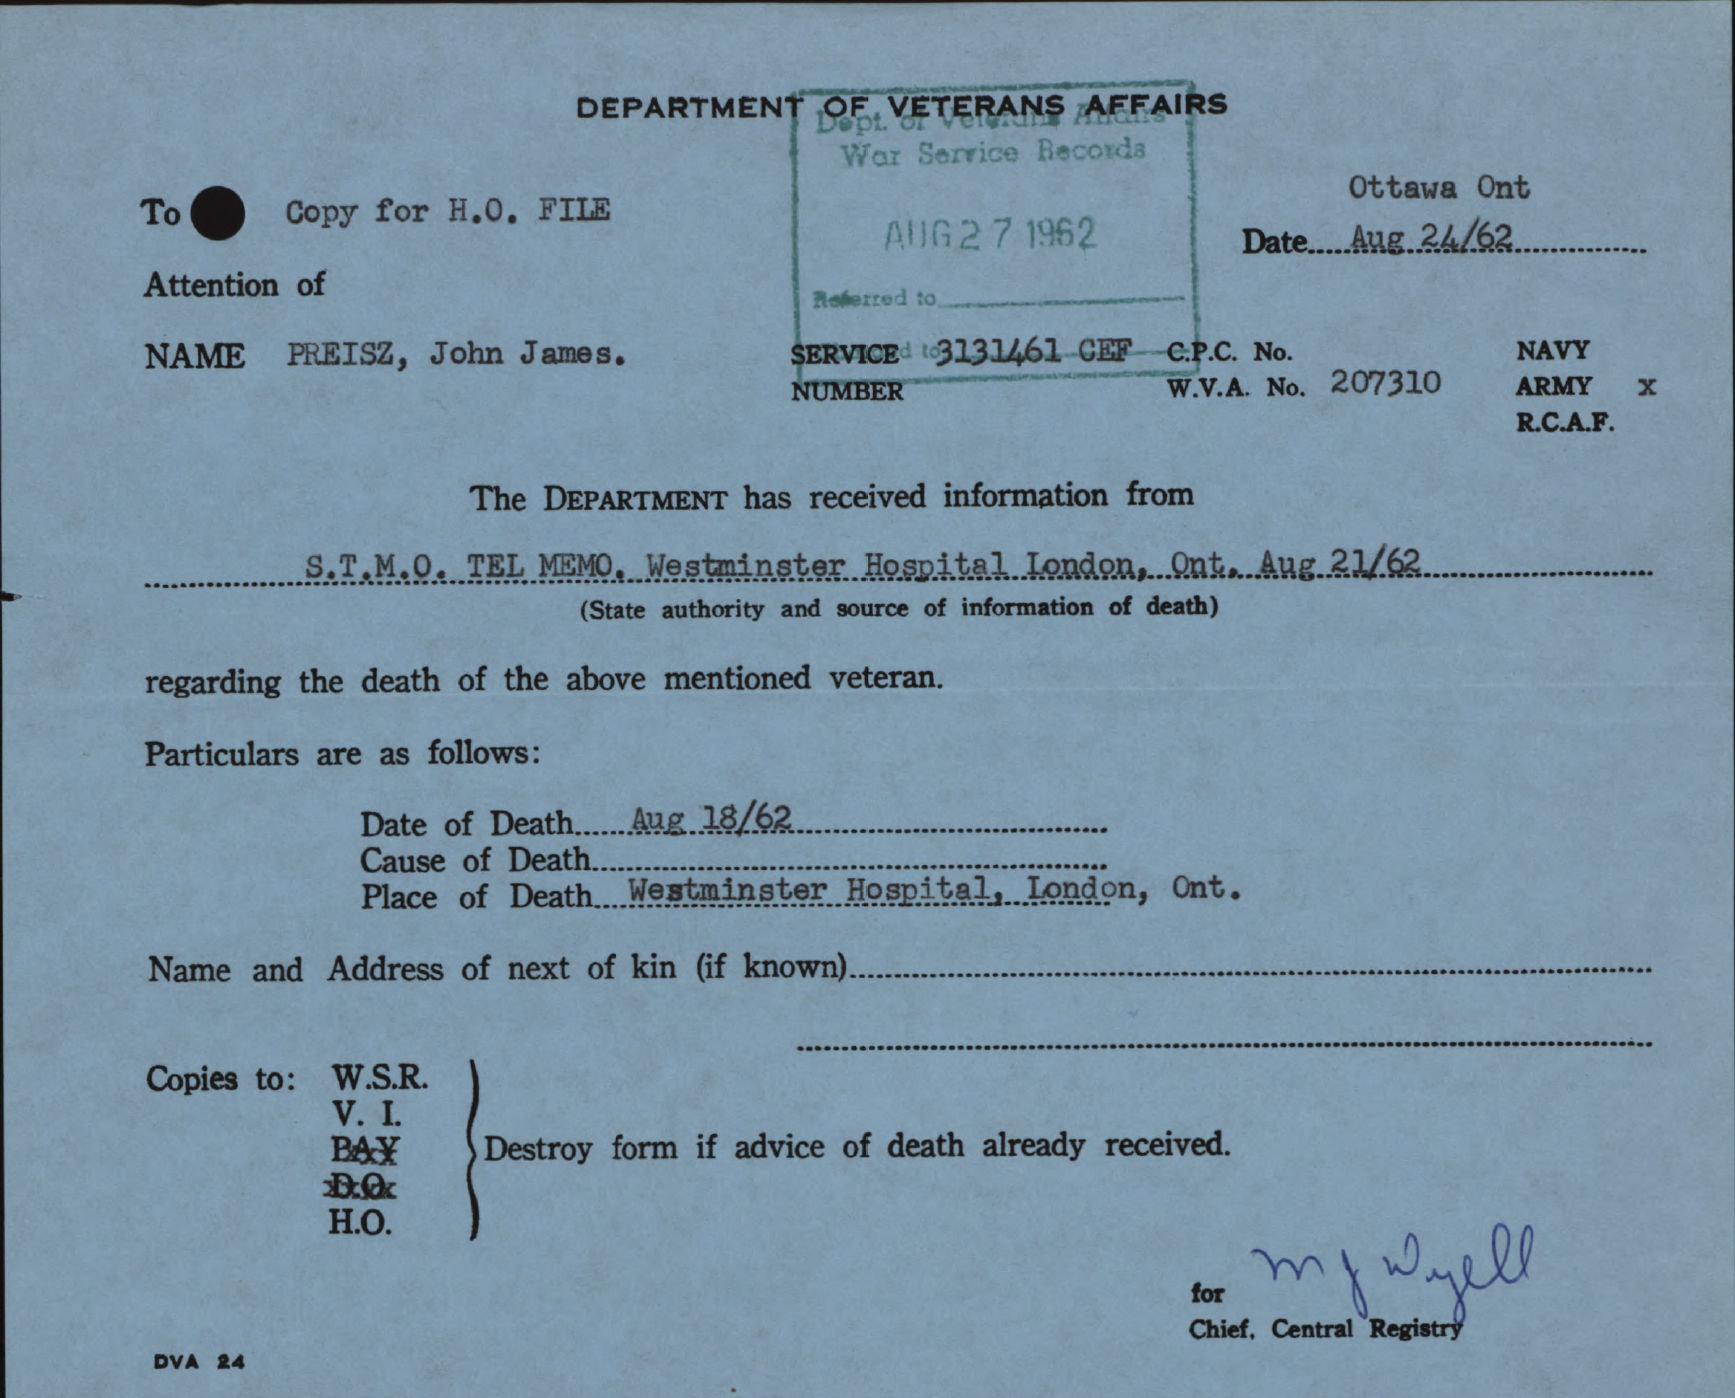 DEPARTMENT OF VETERANS AFFAIRS
Dept. of Veterans Affairs
War Service Records
AUG 27 1962
Referred to
To Copy for H.O. FILE
Ottawa Ont
Date Aug 24/62
Attention of
NAME PREISZ, John James.
SERVICE 3131461 CEF C.P.C. No. NAVY
NUMBER W.V.A. No. 207310 ARMY x
R.C.A.F.
The DEPARTMENT has received information from
S.T.M.O. TEL MEMO. Westminster Hospital London, Ont. Aug 21/62
(State authority and source of information of death)
regarding the death of the above mentioned veteran.
Particulars are as follows:
Date of Death Aug 18/62
Cause of Death
Place of Death Westminster Hospital, London, Ont.
Name and Address of next of kin (if known)
Copies to: W.S.R.
V. I.
PAY
Destroy form if advice of death already received.
D.O.
H.O.
for
Chief, Central Registry
DVA 24